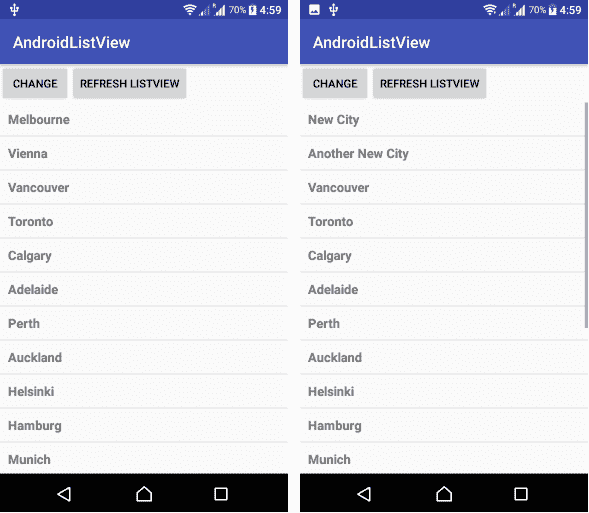 70% 4:59
AndroidListView
CHANGE REFRESH LISTVIEW
Melbourne
Vienna
Vancouver
Toronto
Calgary
Adelaide
Perth
Auckland
Helsinki
Hamburg
Munich
70% 4:59
AndroidListView
CHANGE REFRESH LISTVIEW
New City
Another New City
Vancouver
Toronto
Calgary
Adelaide
Perth
Auckland
Helsinki
Hamburg
Munich